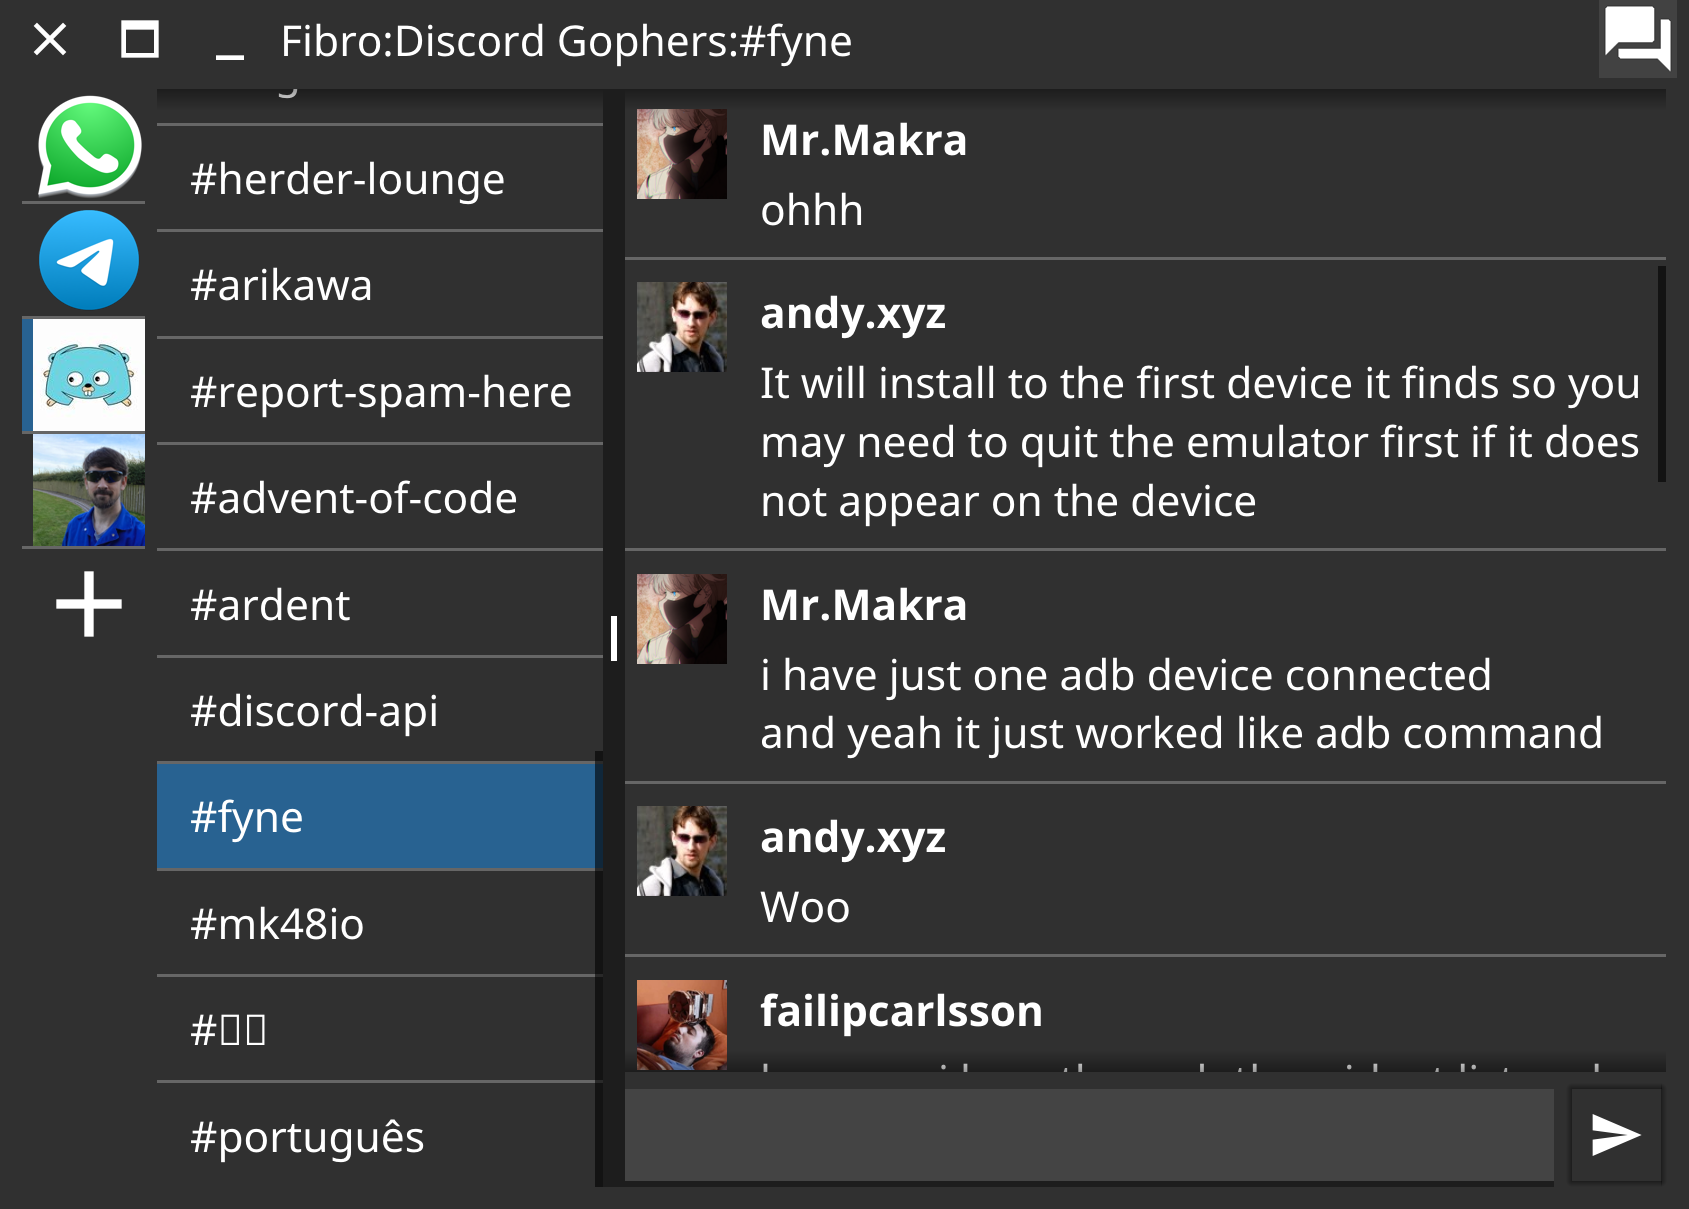 Fibro:Discord Gophers:#fyne
#herder-lounge
#arikawa
#report-spam-here
#advent-of-code
#ardent
#discord-api
#fyne
#mk48io
#▯▯
#português
Mr.Makra
ohhh
andy.xyz
It will install to the first device it finds so you
may need to quit the emulator first if it does
not appear on the device
Mr.Makra
i have just one adb device connected
and yeah it just worked like adb command
andy.xyz
Woo
failipcarlsson